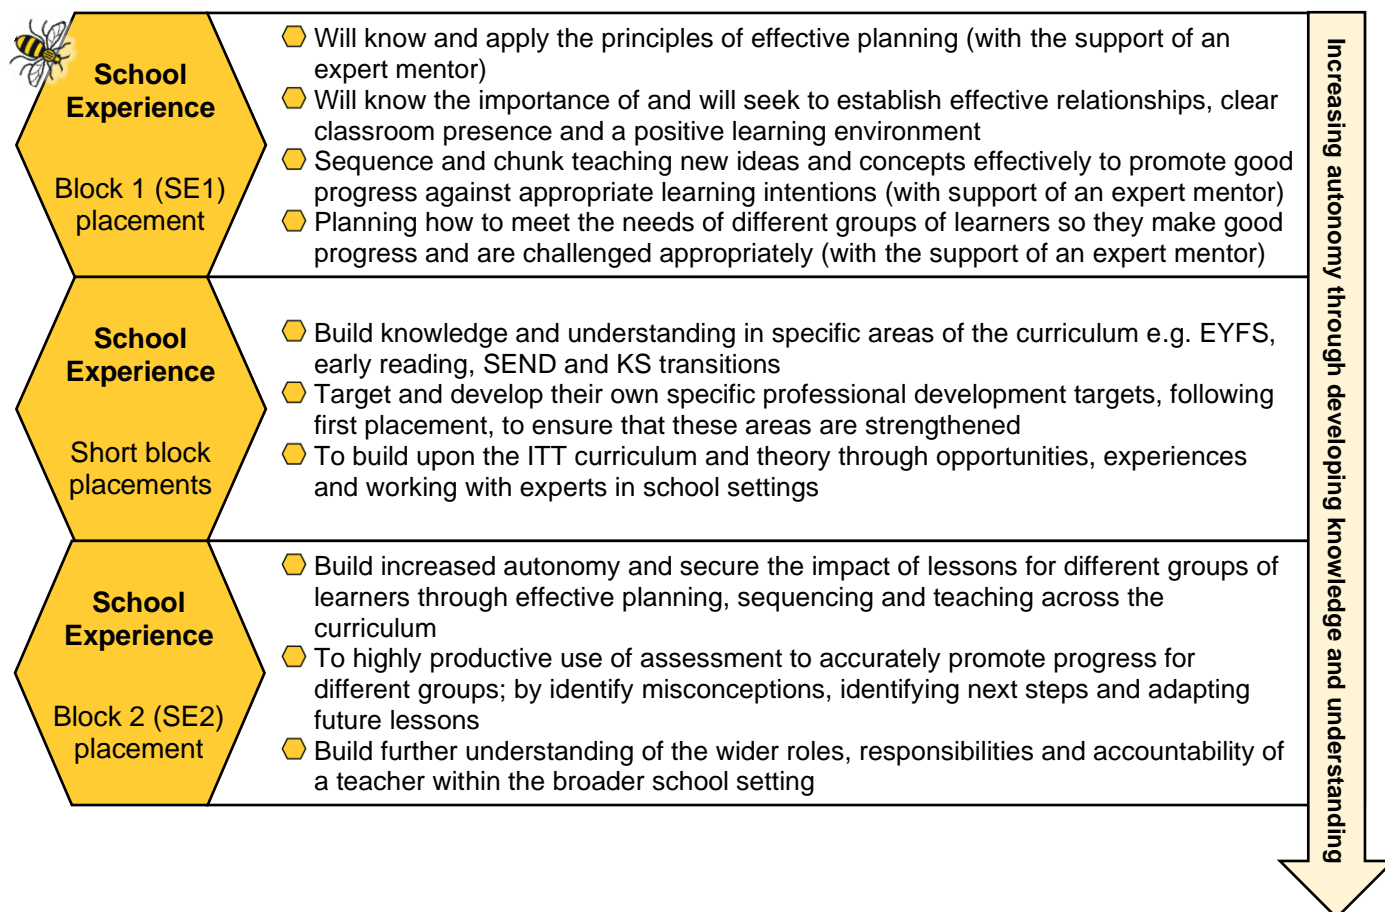 School
Experience
Block 1 (SE1)
placement
Will know and apply the principles of effective planning (with the support of an
expert mentor)
Will know the importance of and will seek to establish effective relationships, clear
classroom presence and a positive learning environment
Sequence and chunk teaching new ideas and concepts effectively to promote good
progress against appropriate learning intentions (with support of an expert mentor)
Planning how to meet the needs of different groups of learners so they make good
progress and are challenged appropriately (with the support of an expert mentor)
School
Experience
Short block
placements
Build knowledge and understanding in specific areas of the curriculum e.g. EYFS,
early reading, SEND and KS transitions
Target and develop their own specific professional development targets, following
first placement, to ensure that these areas are strengthened
To build upon the ITT curriculum and theory through opportunities, experiences
and working with experts in school settings
School
Experience
Block 2 (SE2)
placement
Build increased autonomy and secure the impact of lessons for different groups of
learners through effective planning, sequencing and teaching across the
curriculum
To highly productive use of assessment to accurately promote progress for
different groups; by identify misconceptions, identifying next steps and adapting
future lessons
Build further understanding of the wider roles, responsibilities and accountability of
a teacher within the broader school setting
Increasing autonomy through developing knowledge and understanding